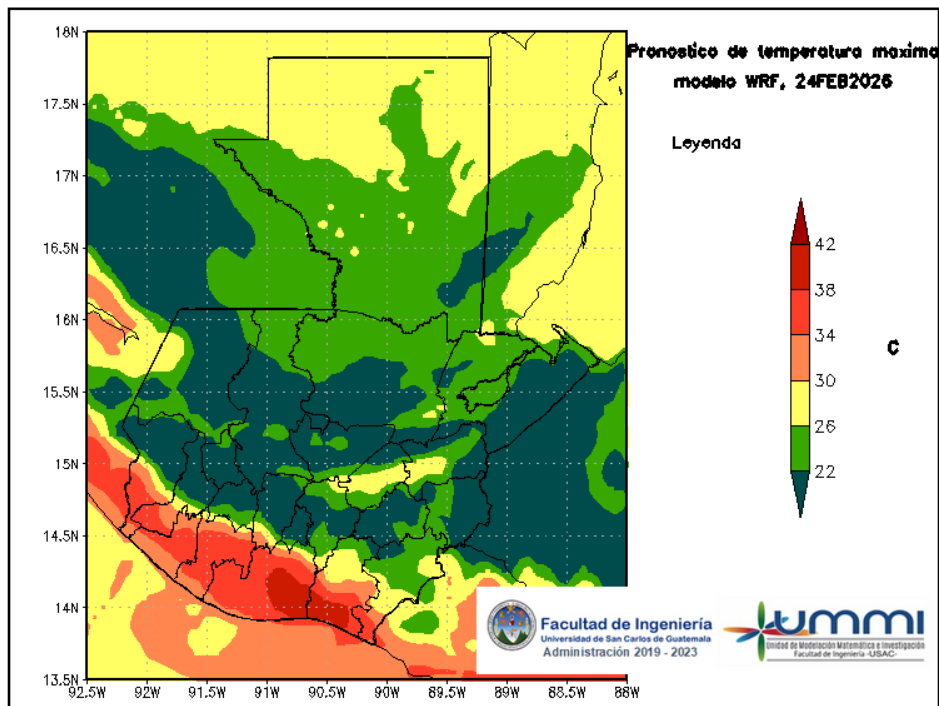 Pronostico de temperatura maxima
modelo WRF, 24FEB2026
Leyenda
18N
17.5N
17N
16.5N
16N
15.5N
15N
14.5N
14N
13.5N
92.5W 92W 91.5W 91W 90.5W 90W 89.5W 89W 88.5W 88W
42
38
34
30
26
22
C
Facultad de Ingeniería
Universidad de San Carlos de Guatemala
Administración 2019 - 2023
UMMI
Unidad de Modelación Matemática e Investigación
Facultad de Ingeniería -USAC-